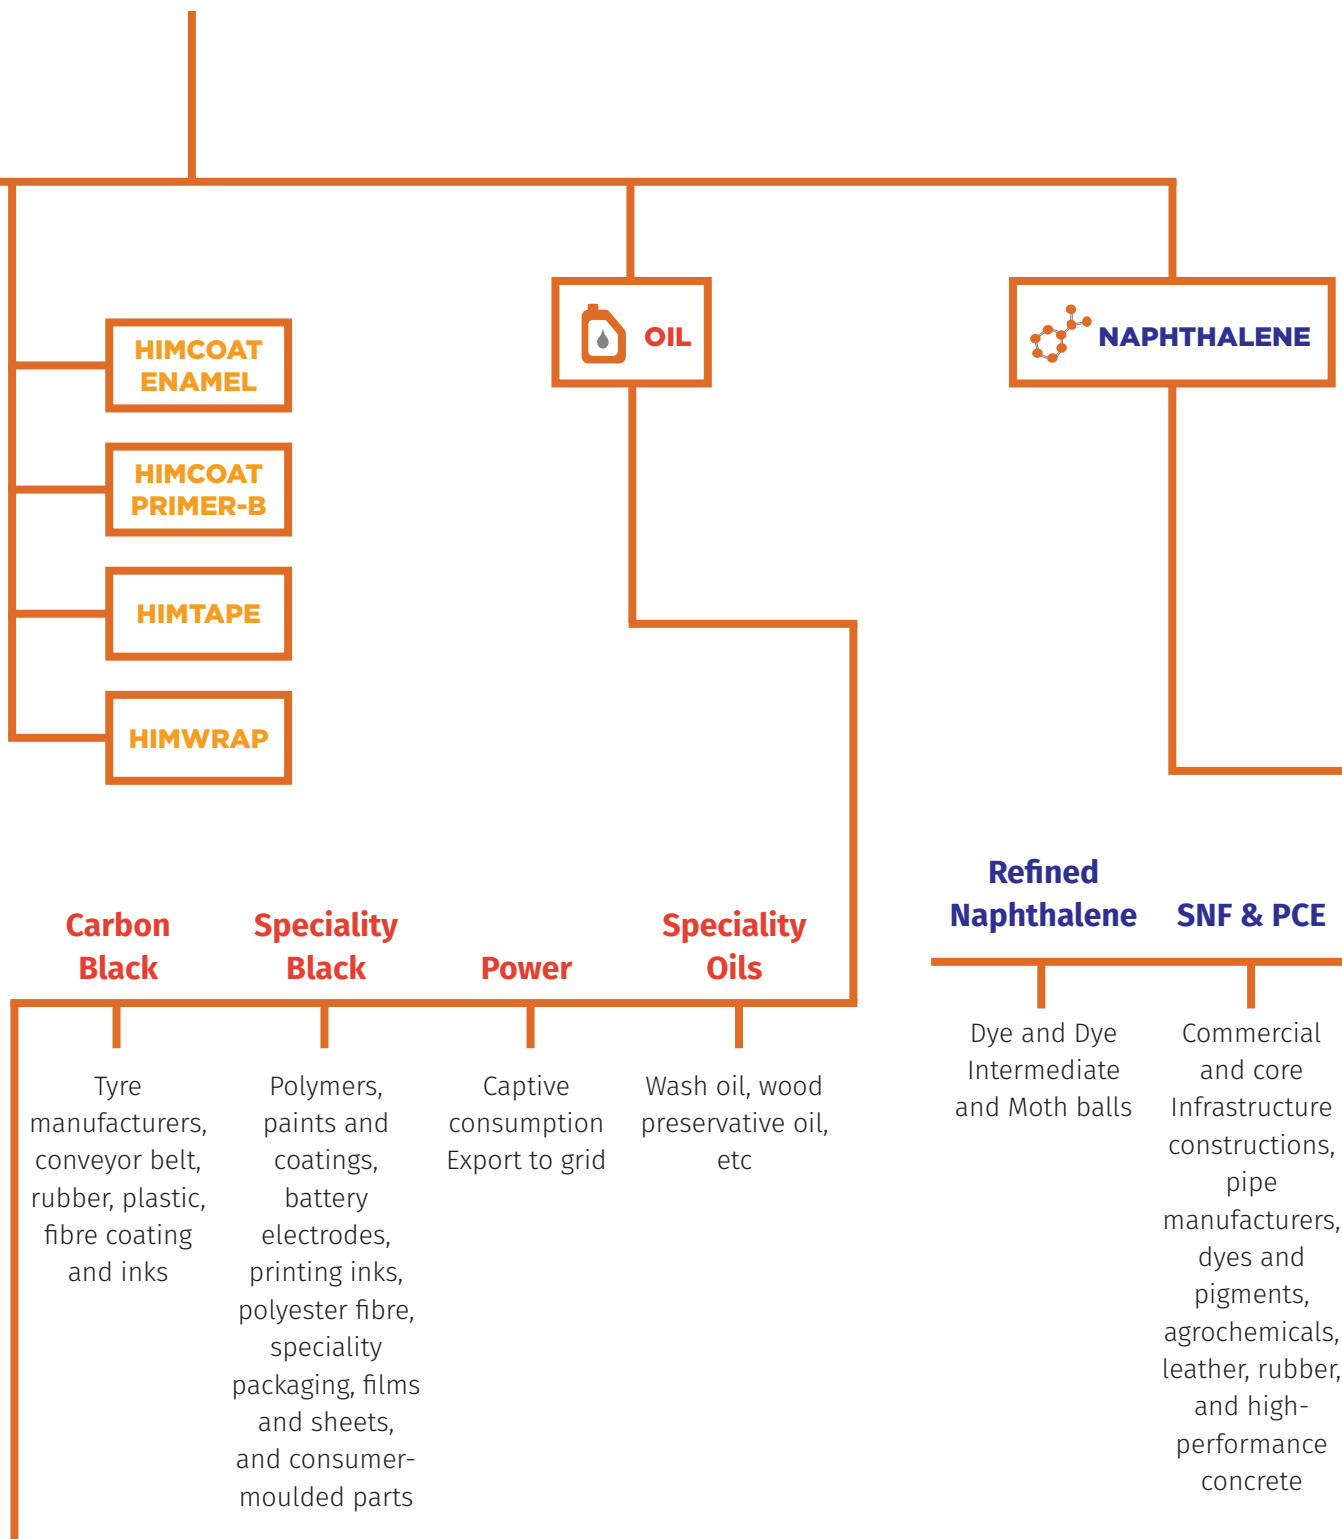 HIMCOAT
ENAMEL
HIMCOAT
PRIMER-B
HIMTAPE
HIMWRAP
OIL
NAPHTHALENE
Carbon
Black
Tyre
manufacturers,
conveyor belt,
rubber, plastic,
fibre coating
and inks
Speciality
Black
Polymers,
paints and
coatings,
battery
electrodes,
printing inks,
polyester fibre,
speciality
packaging, films
and sheets,
and consumer-
moulded parts
Power
Captive
consumption
Export to grid
Speciality
Oils
Wash oil, wood
preservative oil,
etc
Refined
Naphthalene
Dye and Dye
Intermediate
and Moth balls
SNF & PCE
Commercial
and core
Infrastructure
constructions,
pipe
manufacturers,
dyes and
pigments,
agrochemicals,
leather, rubber,
and high-
performance
concrete